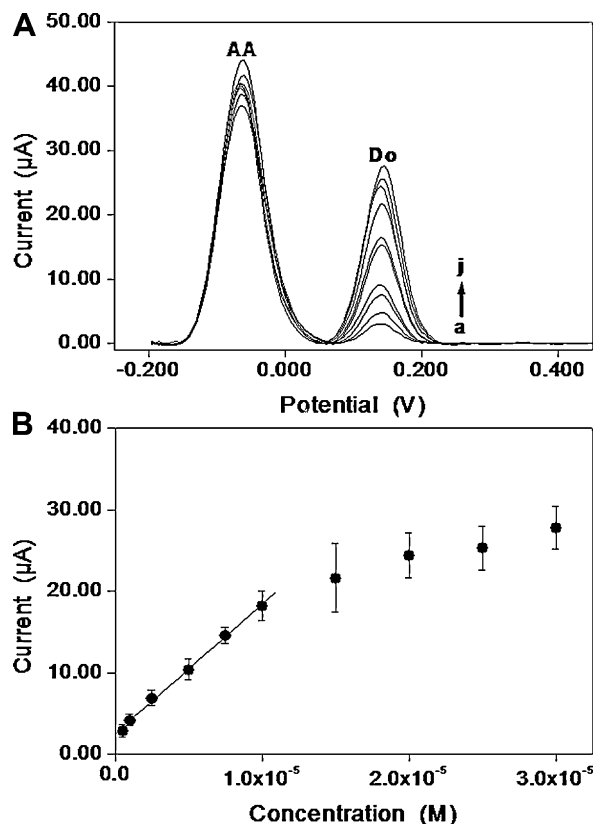 A
50.00
40.00
30.00
20.00
10.00
0.00
Current (µA)
AA
Do
j
a
-0.200 0.000 0.200 0.400
Potential (V)
B
40.00
30.00
20.00
10.00
0.00
Current (µA)
0.0 1.0x10⁻⁵ 2.0x10⁻⁵ 3.0x10⁻⁵
Concentration (M)